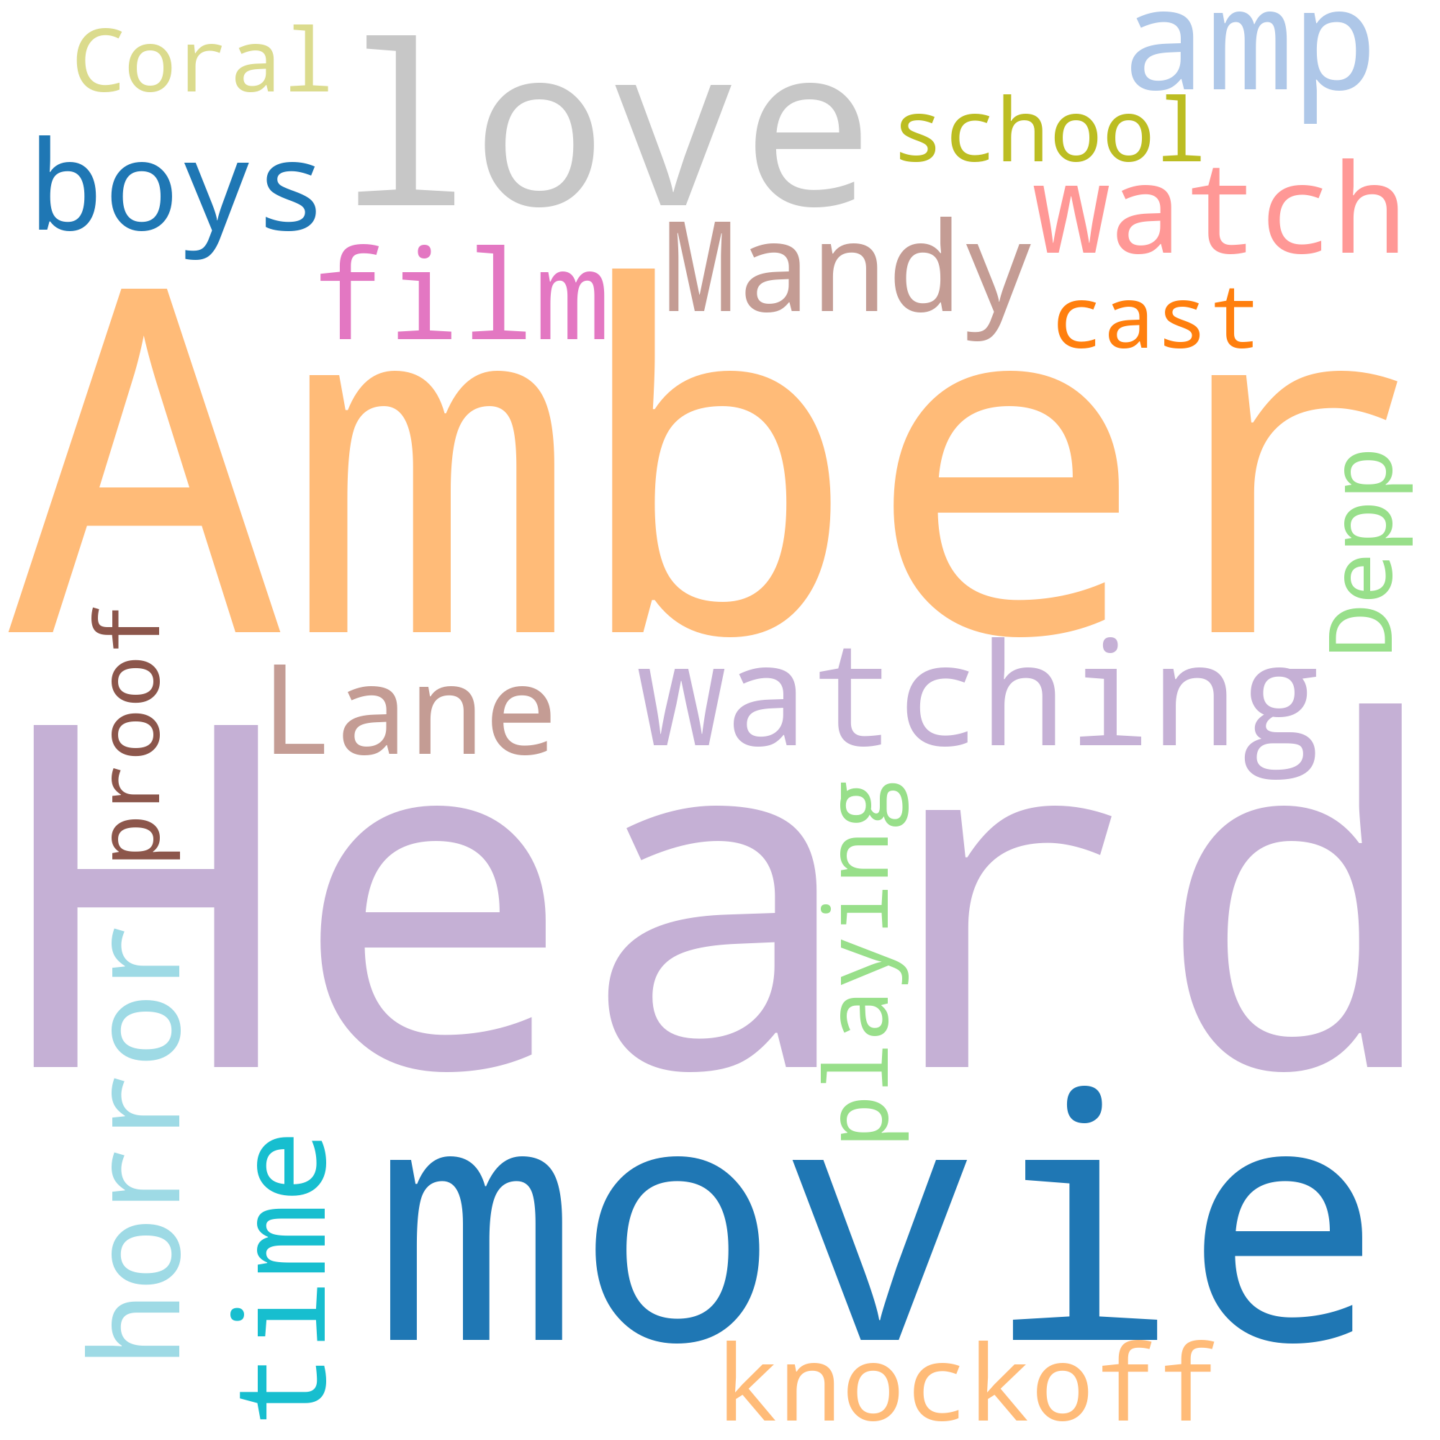 Coral
love
amp
school
boys
watch
film
Mandy
cast
Amber
Depp
proof
Lane
watching
Heard
playing
horror
time
movie
knockoff